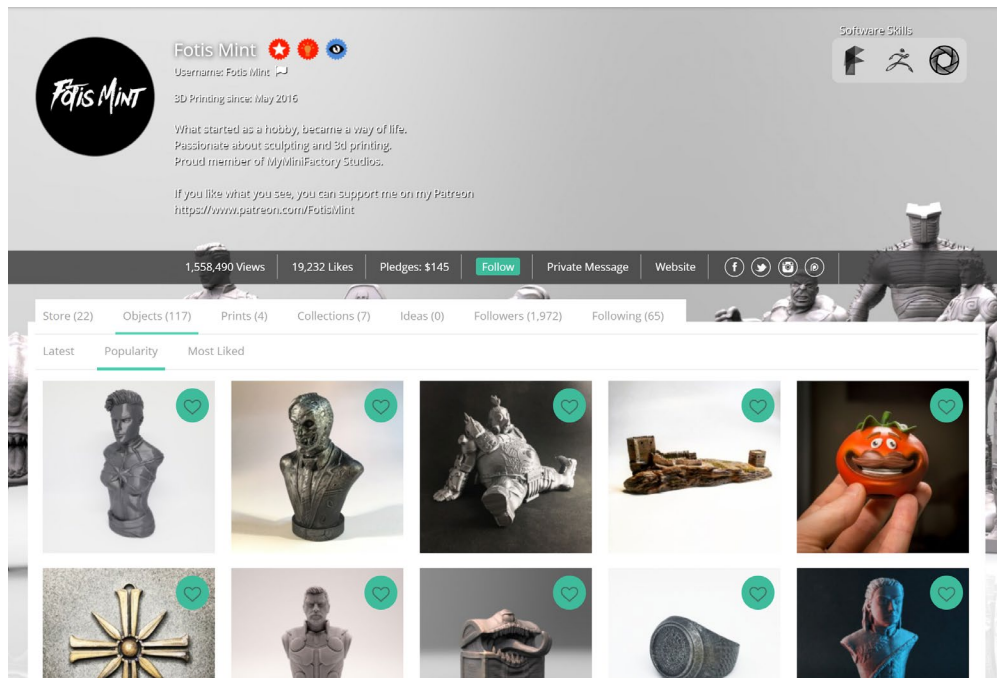 Software Skills
FOTIS MINT
Fotis Mint
Username: Fotis Mint
3D Printing since: May 2016
What started as a hobby, became a way of life.
Passionate about sculpting and 3d printing.
Proud member of MyMiniFactory Studios.
If you like what you see, you can support me on my Patreon
https://www.patreon.com/FotisMint
1,558,490 Views 19,232 Likes Pledges: $145 Follow Private Message Website
Store (22) Objects (117) Prints (4) Collections (7) Ideas (0) Followers (1,972) Following (65)
Latest Popularity Most Liked